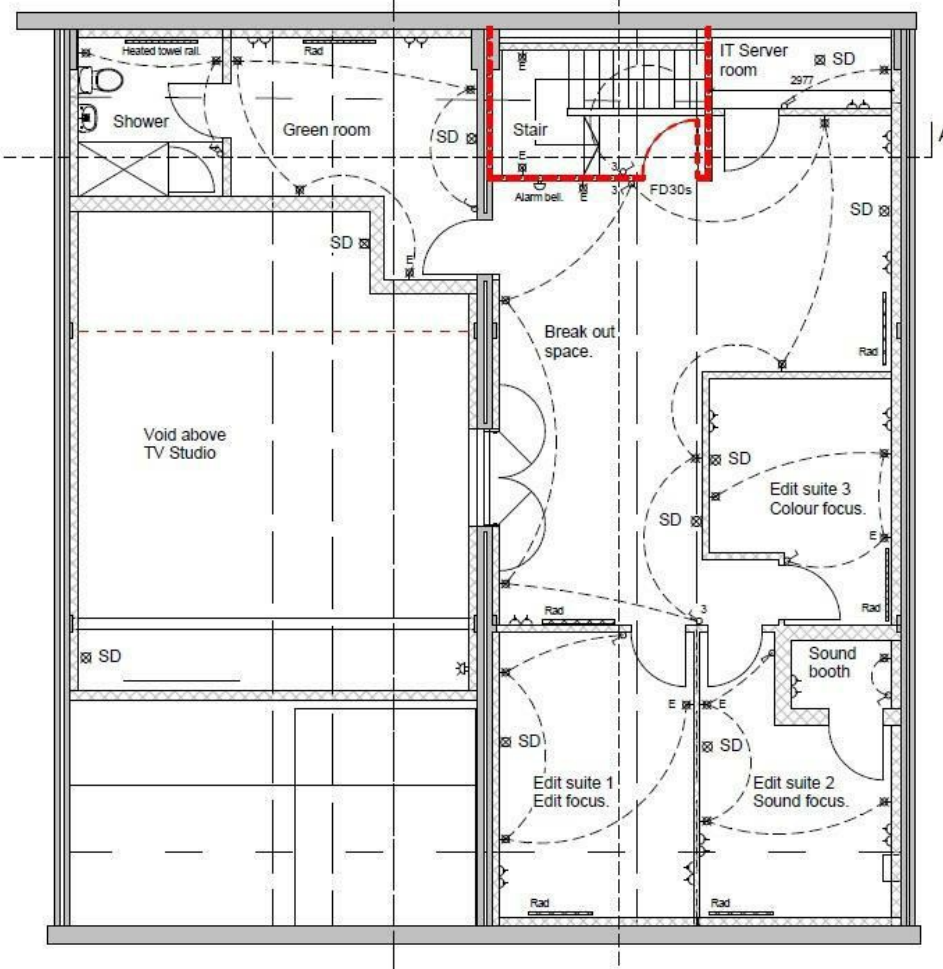 Heated towel rail.
Rad
E
IT Server
room
SD
2977
Shower
Green room
SD
Stair
A
E
3
Alarm bell.
E
3
FD30s
SD
SD
E
Break out
space.
Rad
Void above
TV Studio
SD
Edit suite 3
Colour focus.
SD
E
Rad
3
Rad
SD
Sound
booth
E
E
SD
SD
Edit suite 1
Edit focus.
Edit suite 2
Sound focus.
Rad
Rad